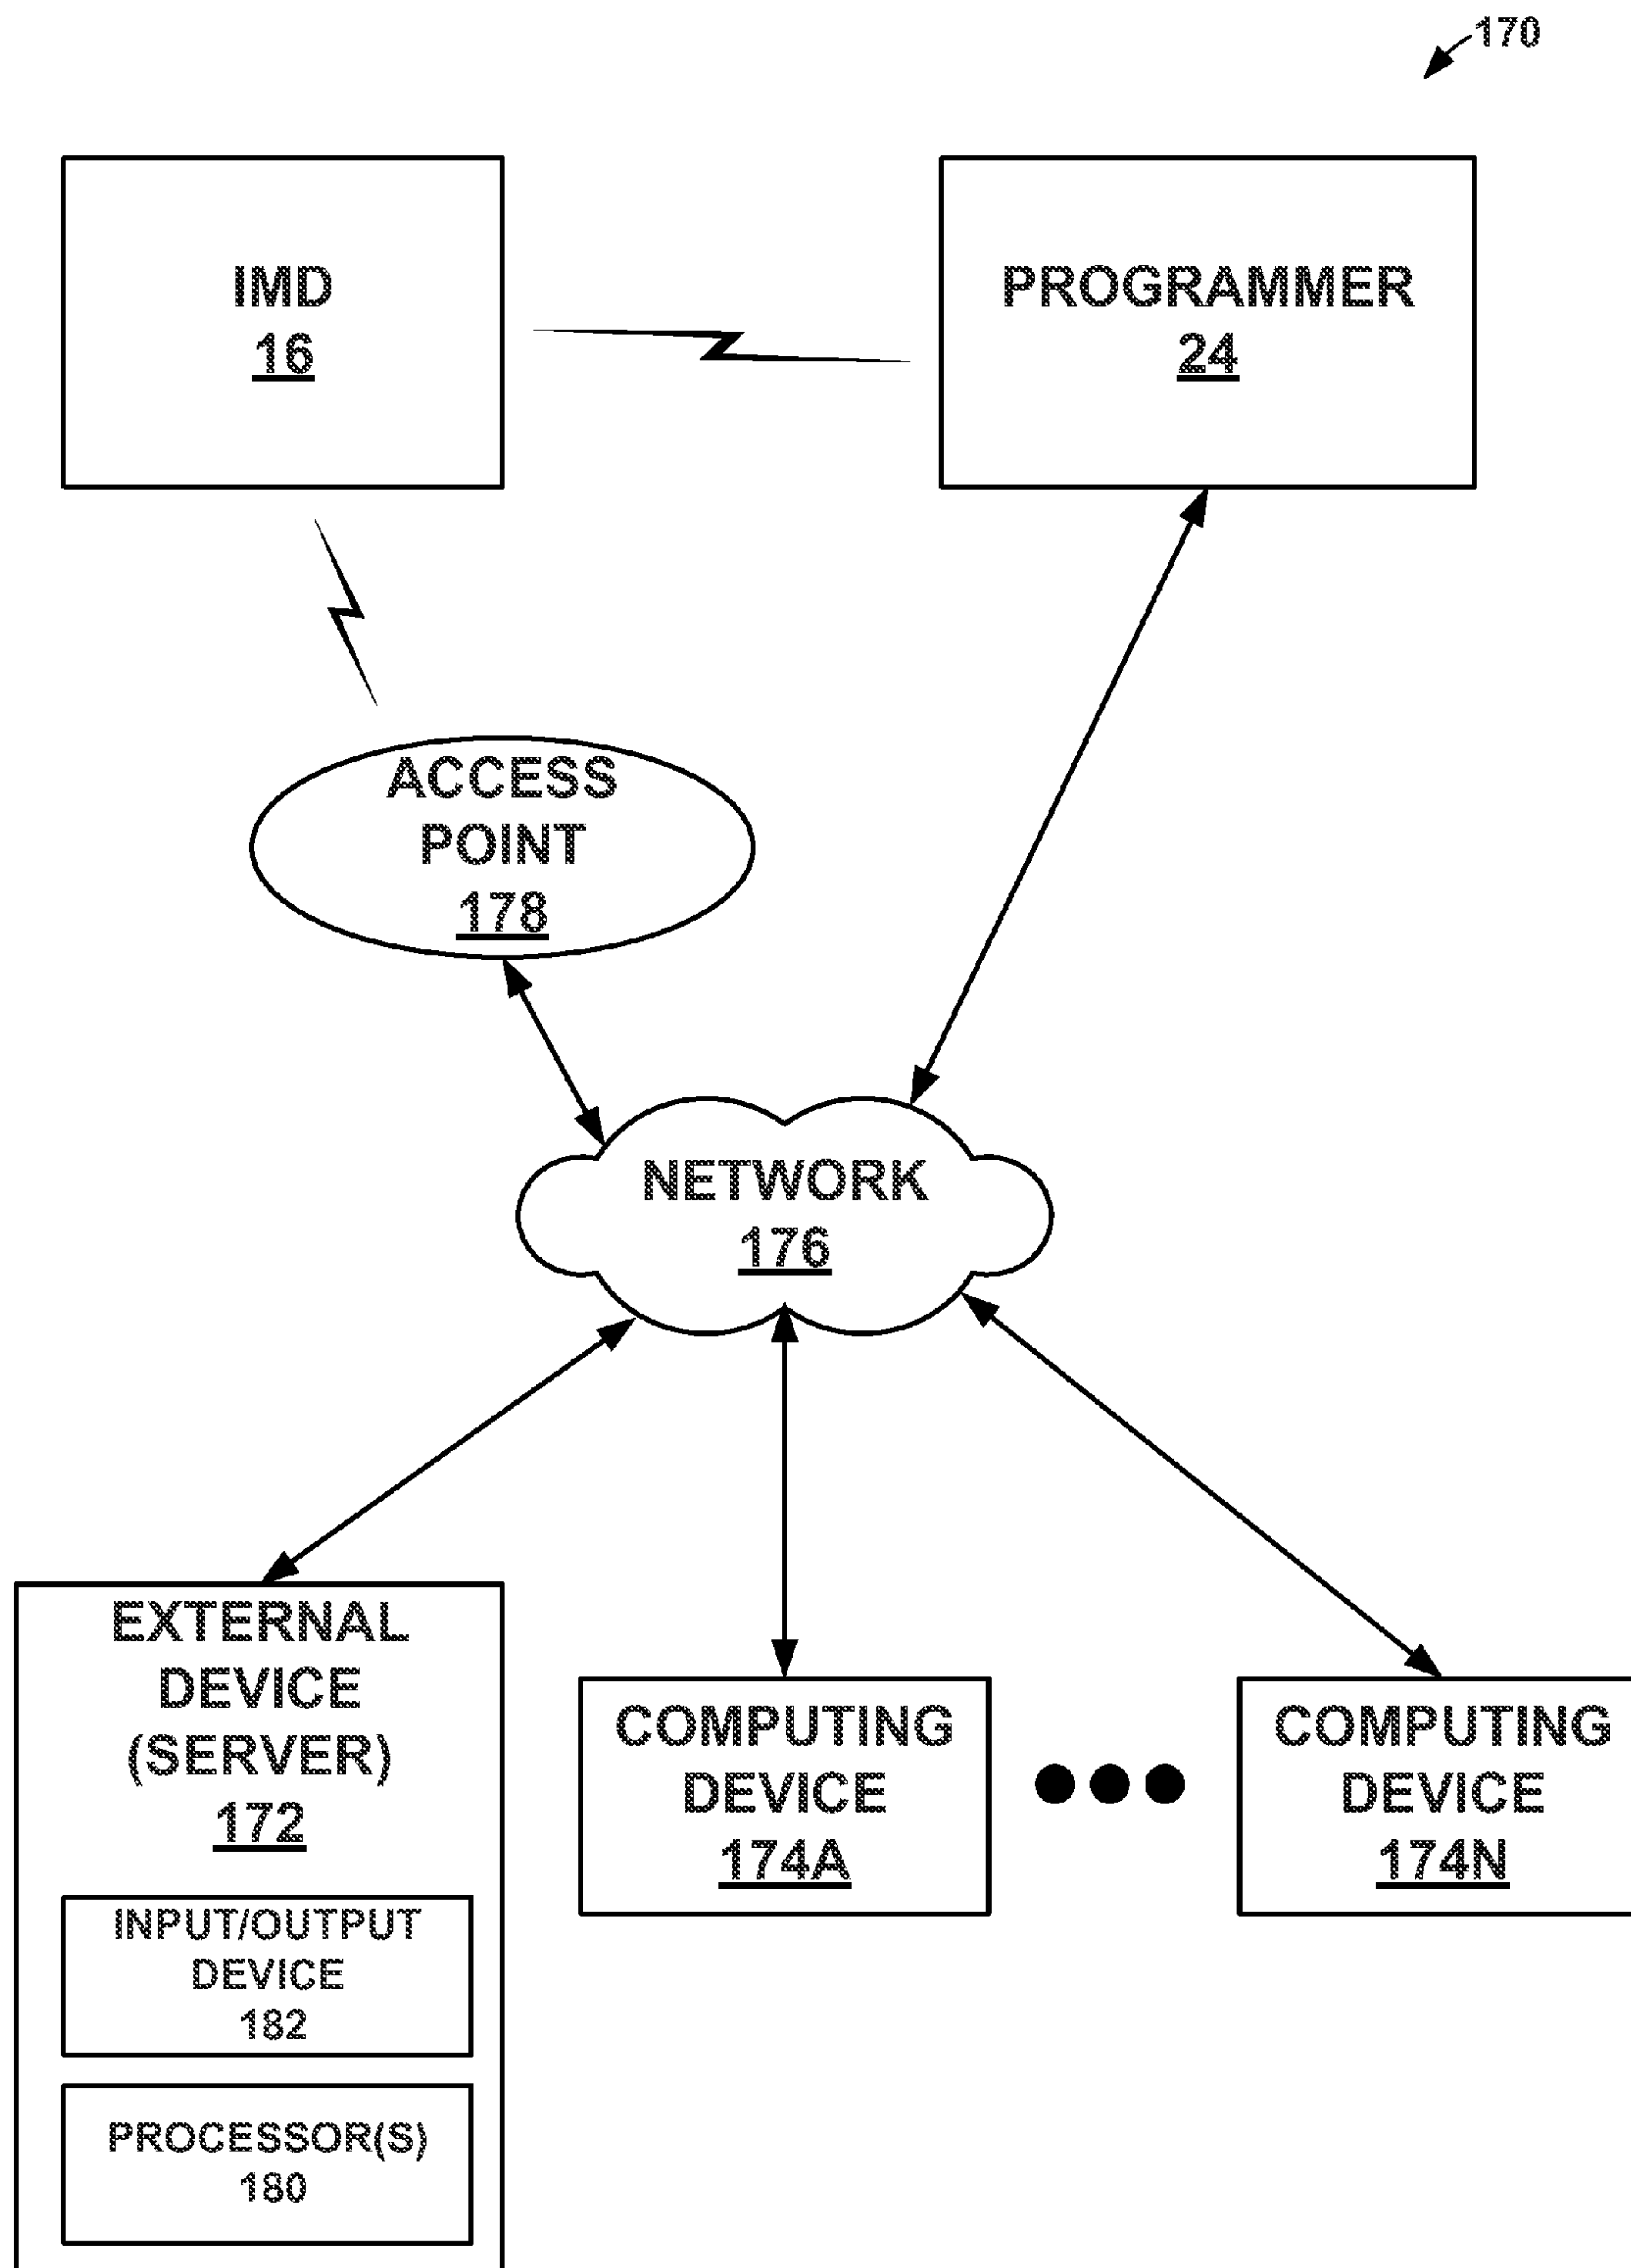 170
IMD
16
PROGRAMMER
24
ACCESS
POINT
178
NETWORK
176
EXTERNAL
DEVICE
(SERVER)
172
INPUT/OUTPUT
DEVICE
182
PROCESSOR(S)
180
COMPUTING
DEVICE
174A
COMPUTING
DEVICE
174N